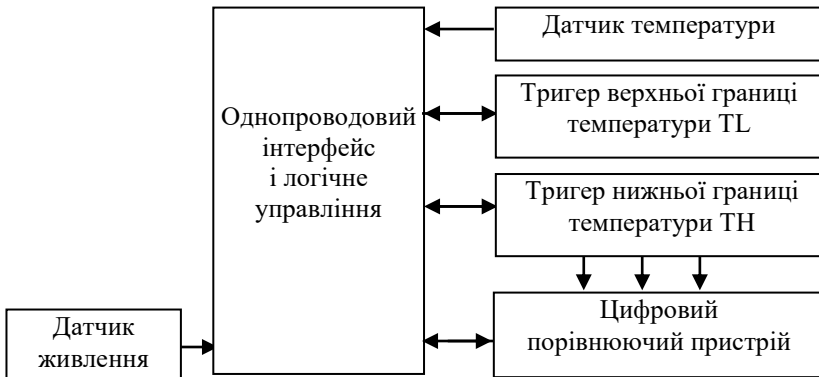 Датчик температури
Тригер верхньої границі
температури TL
Однопроводовий
інтерфейс
і логічне
управління
Тригер нижньої границі
температури TH
Цифровий
порівнюючий пристрій
Датчик
живлення